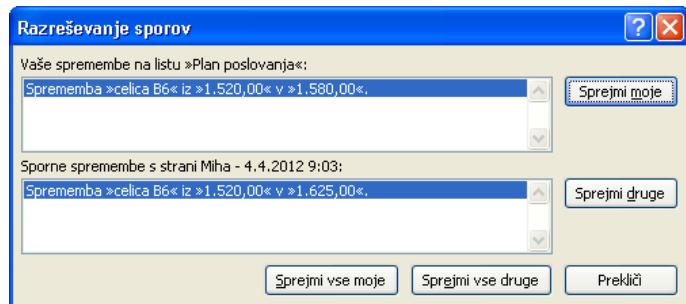 Razreševanje sporov
Vaše spremembe na listu »Plan poslovanja«:
Sprememba »celica B6« iz »1.520,00« v »1.580,00«.
Sprejmi moje
Sporne spremembe s strani Miha - 4.4.2012 9:03:
Sprememba »celica B6« iz »1.520,00« v »1.625,00«.
Sprejmi druge
Sprejmi vse moje Sprejmi vse druge Prekliči